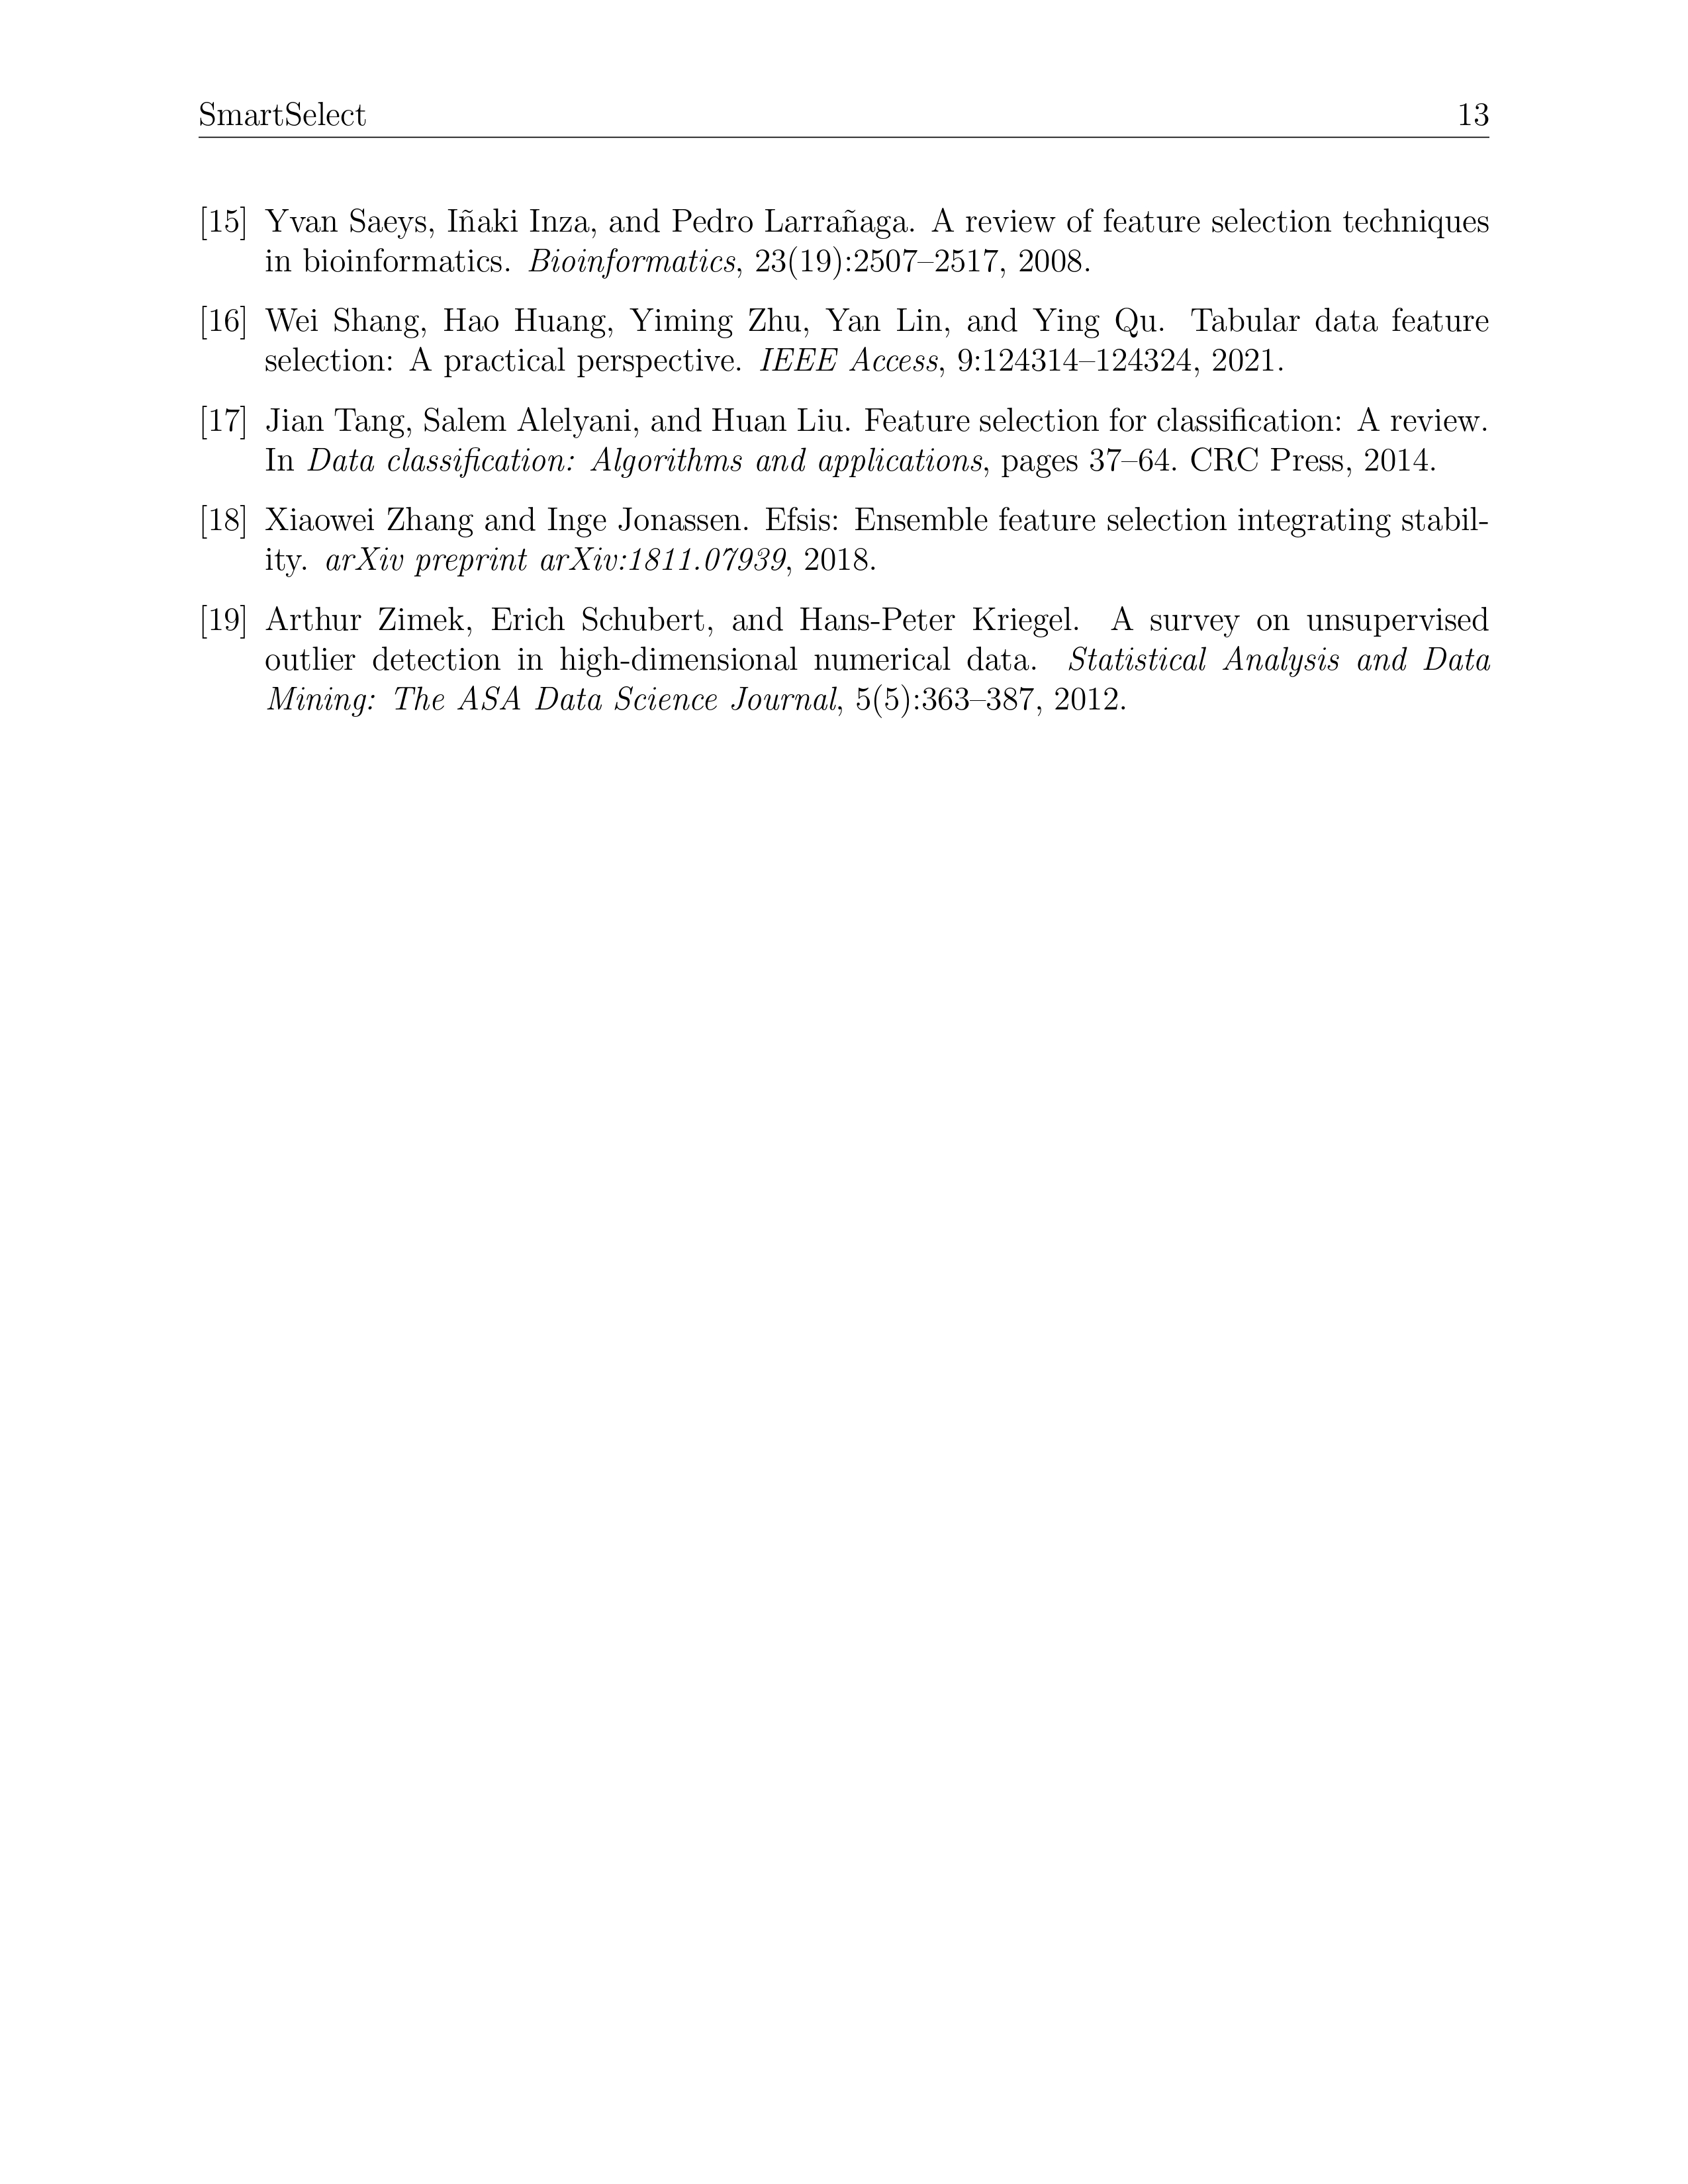 SmartSelect 13
[15] Yvan Saeys, Iñaki Inza, and Pedro Larrañaga. A review of feature selection techniques
in bioinformatics. Bioinformatics, 23(19):2507–2517, 2008.
[16] Wei Shang, Hao Huang, Yiming Zhu, Yan Lin, and Ying Qu. Tabular data feature
selection: A practical perspective. IEEE Access, 9:124314–124324, 2021.
[17] Jian Tang, Salem Alelyani, and Huan Liu. Feature selection for classification: A review.
In Data classification: Algorithms and applications, pages 37–64. CRC Press, 2014.
[18] Xiaowei Zhang and Inge Jonassen. Efsis: Ensemble feature selection integrating stabil-
ity. arXiv preprint arXiv:1811.07939, 2018.
[19] Arthur Zimek, Erich Schubert, and Hans-Peter Kriegel. A survey on unsupervised
outlier detection in high-dimensional numerical data. Statistical Analysis and Data
Mining: The ASA Data Science Journal, 5(5):363–387, 2012.